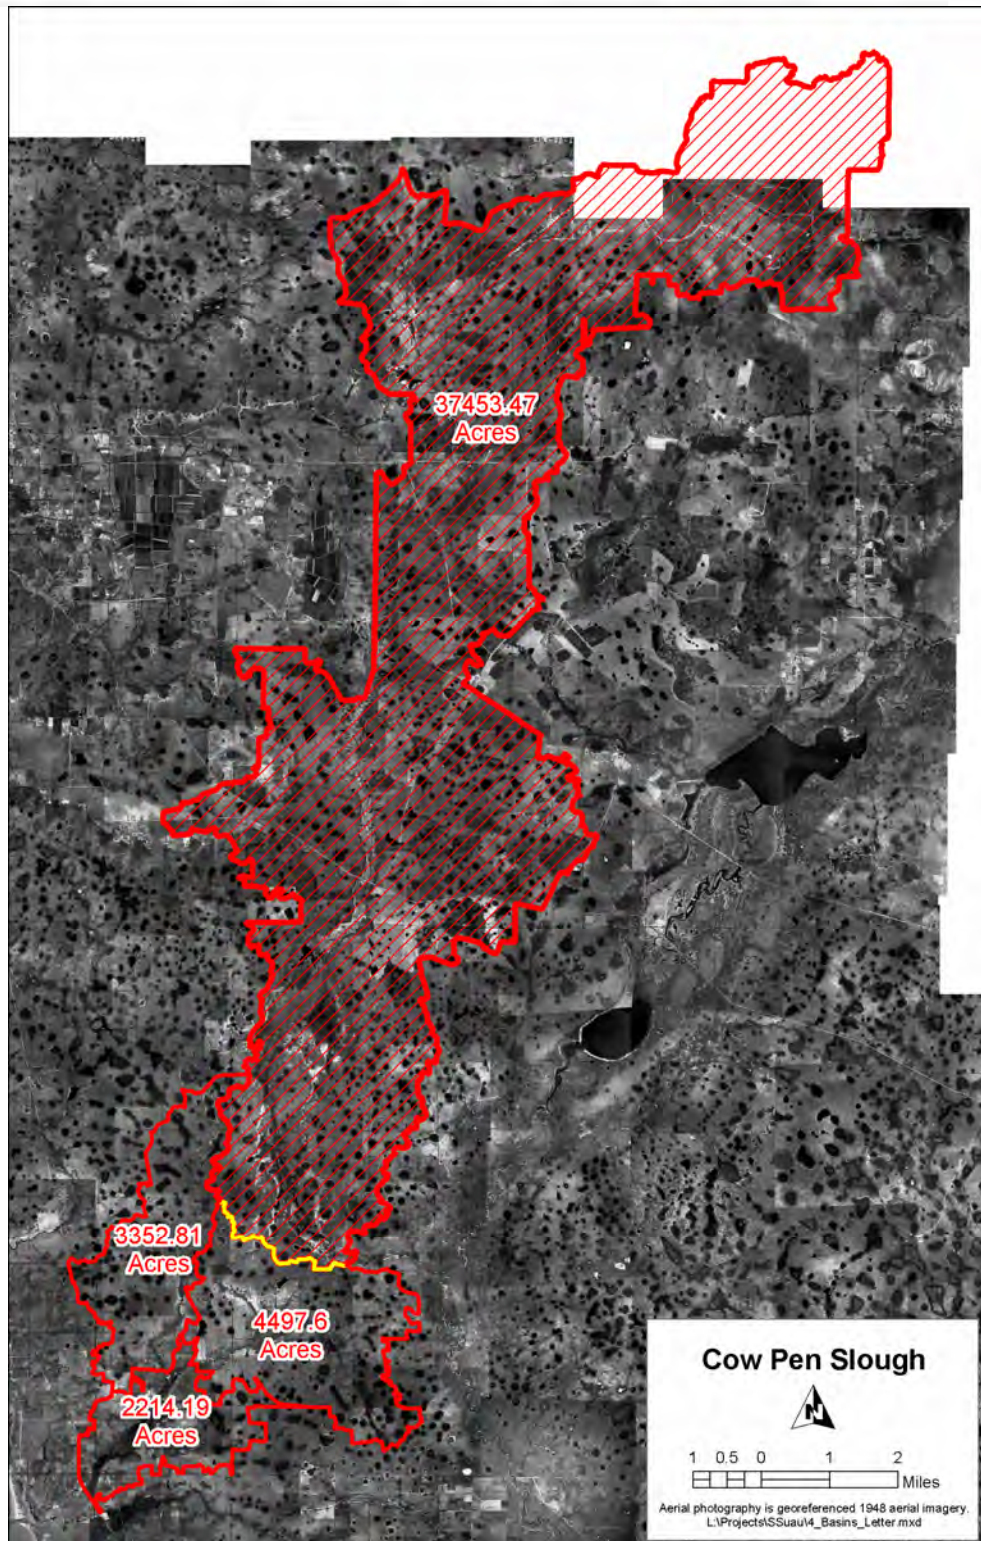 37453.47
Acres
3352.81
Acres
4497.6
Acres
2214.19
Acres
Cow Pen Slough
N
1 0.5 0 1 2
Miles
Aerial photography is georeferenced 1948 aerial imagery.
L:\Projects\SSuau\4_Basins_Letter.mxd